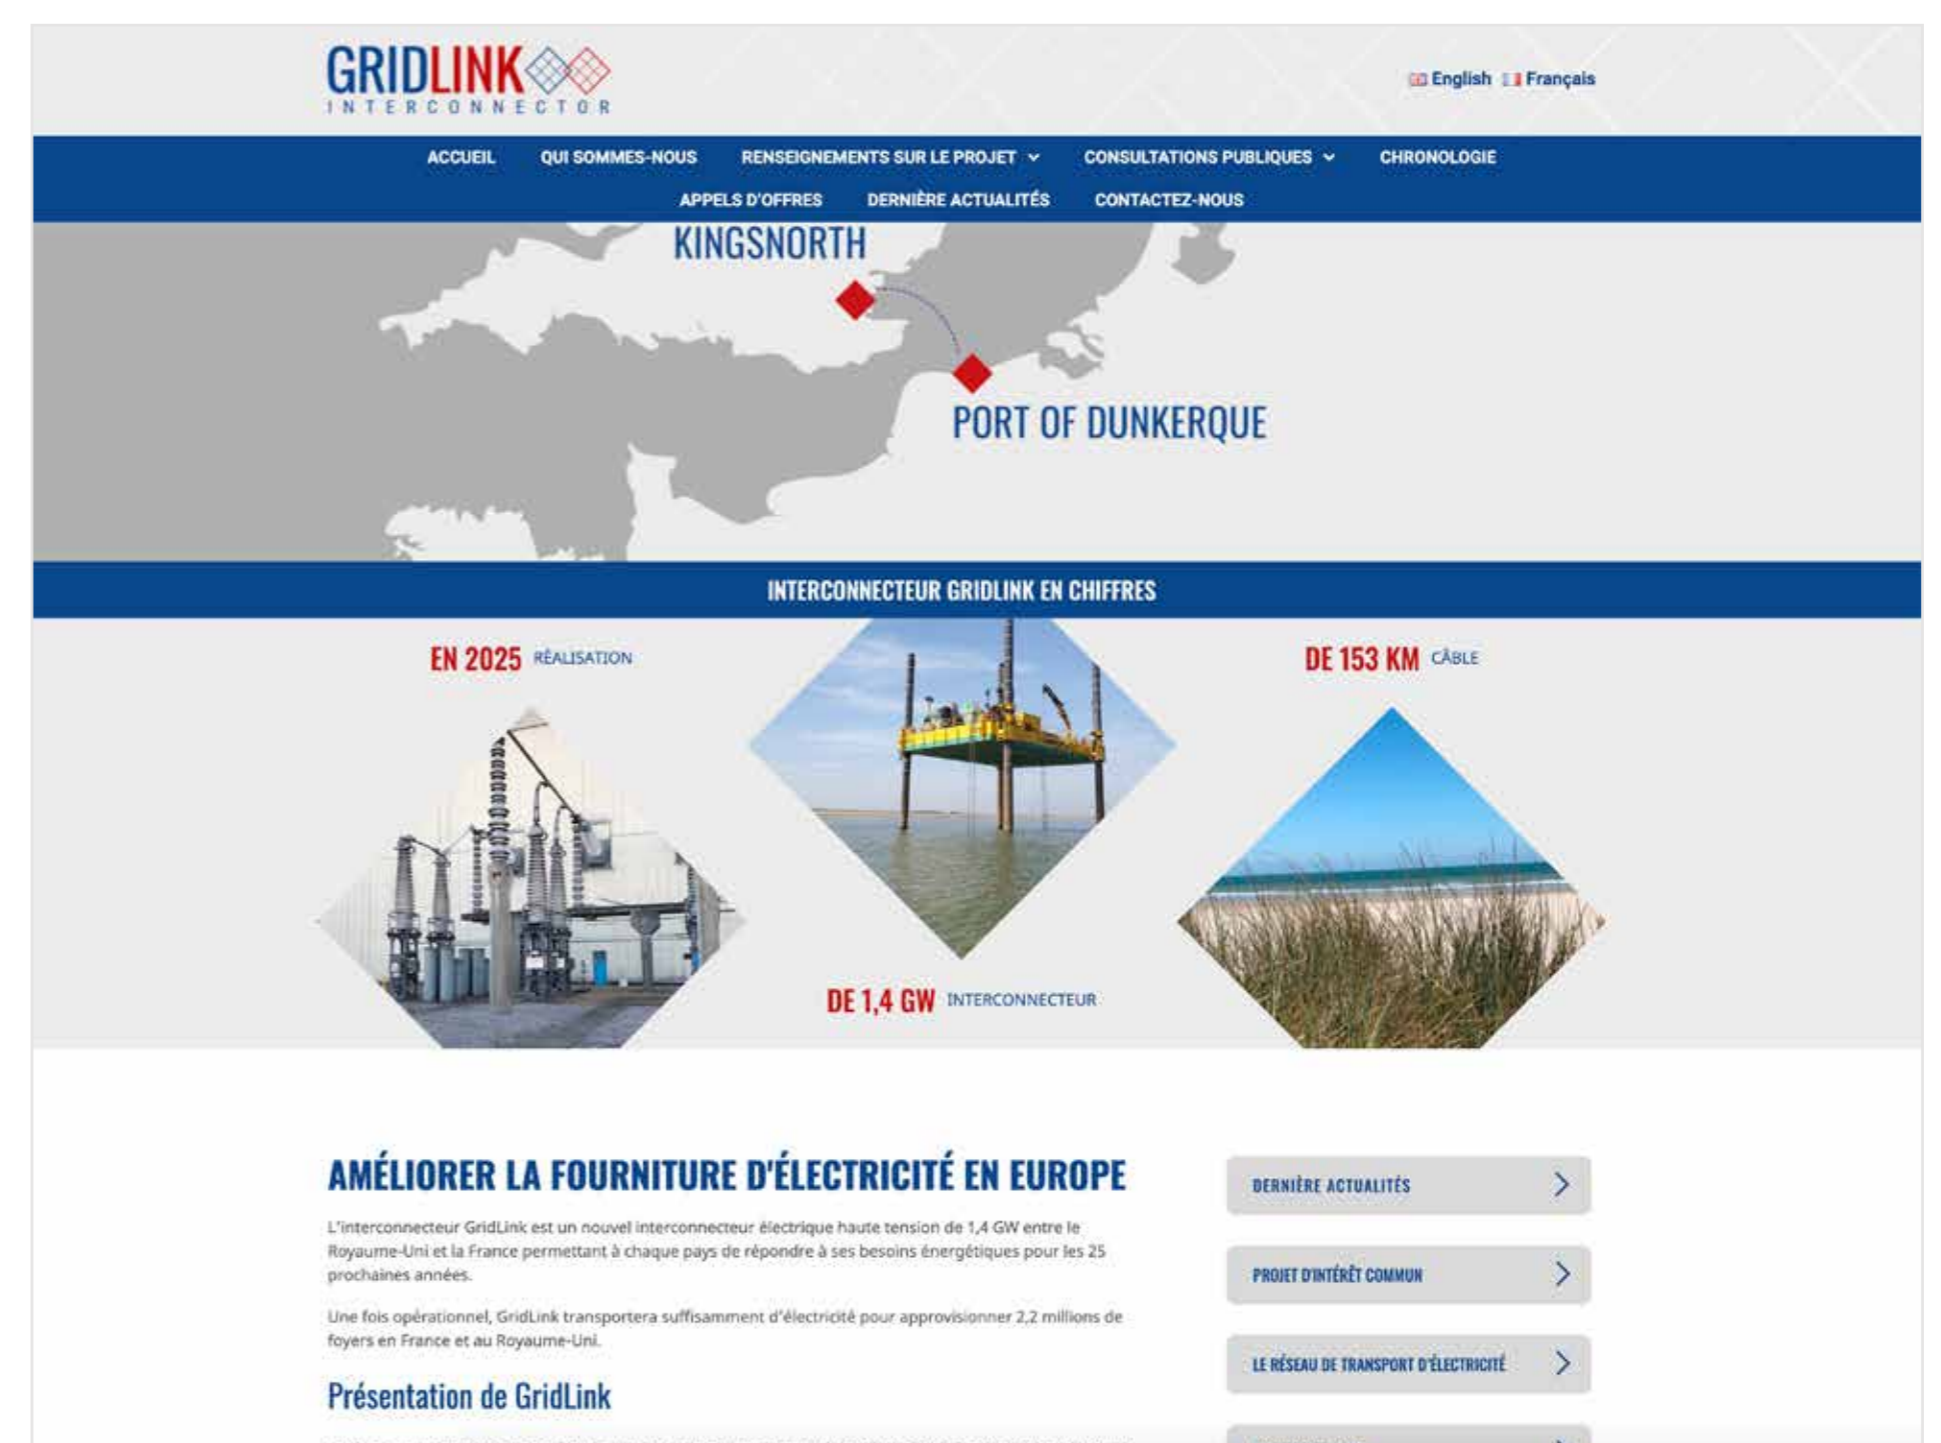 GRIDLINK
INTERCONNECTOR
English Français
ACCUEIL QUI SOMMES-NOUS RENSEIGNEMENTS SUR LE PROJET CONSULTATIONS PUBLIQUES CHRONOLOGIE
APPELS D'OFFRES DERNIÈRE ACTUALITÉS CONTACTEZ-NOUS
KINGSNORTH
PORT OF DUNKERQUE
INTERCONNECTEUR GRIDLINK EN CHIFFRES
EN 2025 RÉALISATION
DE 153 KM CÂBLE
DE 1,4 GW INTERCONNECTEUR
AMÉLIORER LA FOURNITURE D'ÉLECTRICITÉ EN EUROPE
L'interconnecteur GridLink est un nouvel interconnecteur électrique haute tension de 1,4 GW entre le
Royaume-Uni et la France permettant à chaque pays de répondre à ses besoins énergétiques pour les 25
prochaines années.
Une fois opérationnel, GridLink transportera suffisamment d'électricité pour approvisionner 2,2 millions de
foyers en France et au Royaume-Uni.
Présentation de GridLink
DERNIÈRE ACTUALITÉS
PROJET D'INTÉRÊT COMMUN
LE RÉSEAU DE TRANSPORT D'ÉLECTRICITÉ